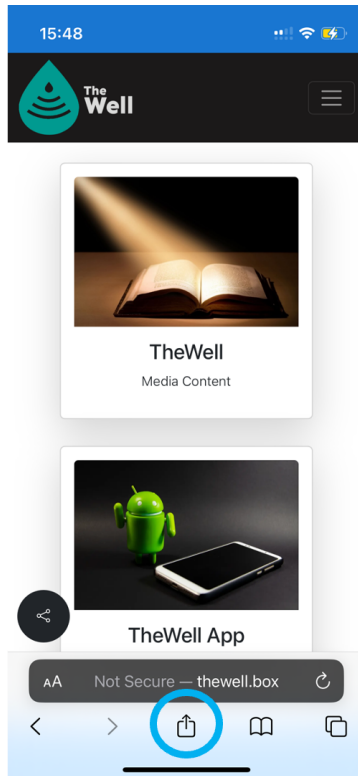 15:48
The
Well
TheWell
Media Content
TheWell App
AA Not Secure — thewell.box